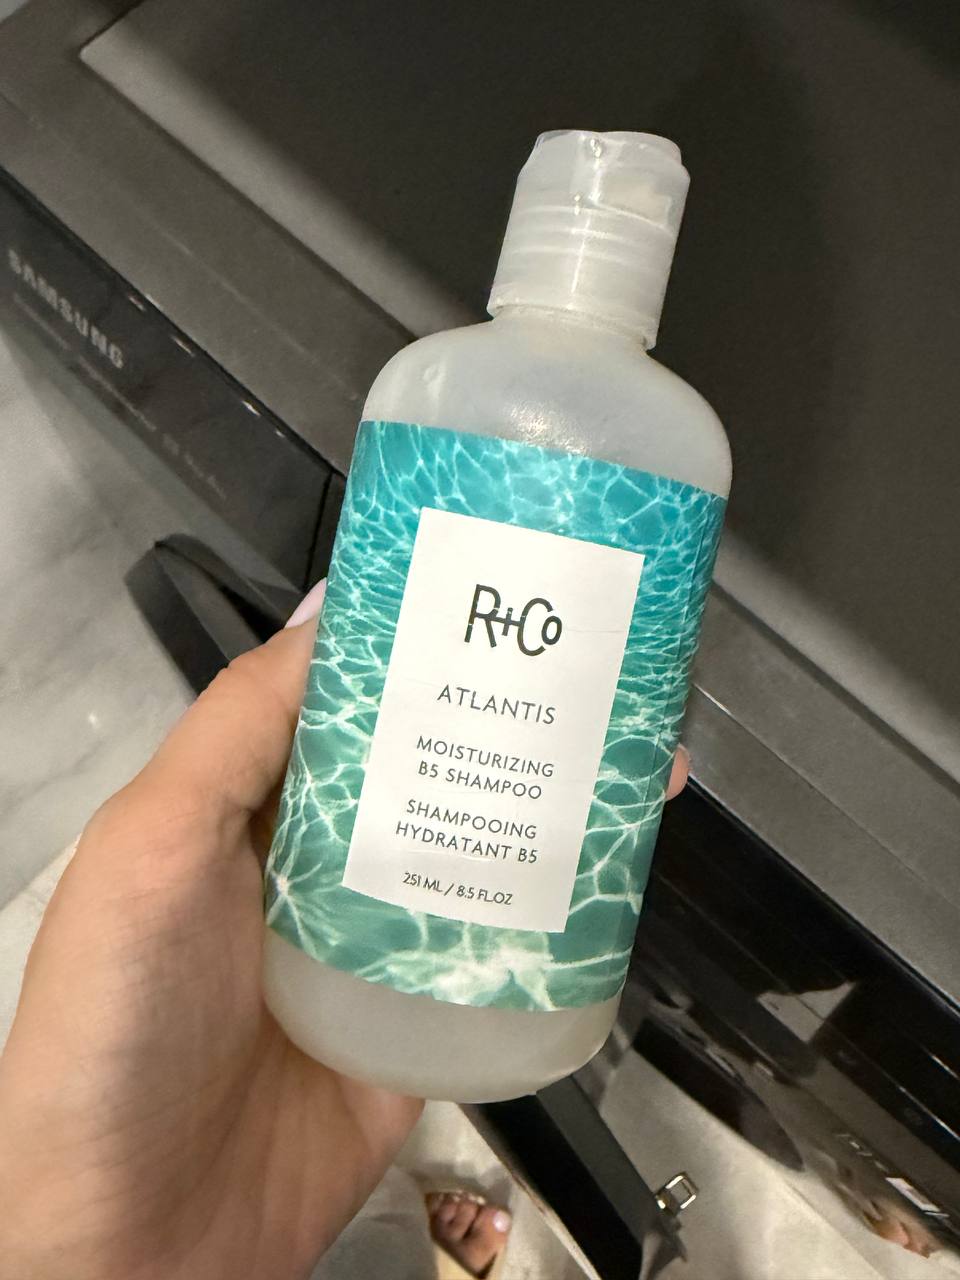 SAMSUNG
R+Co
ATLANTIS
MOISTURIZING
B5 SHAMPOO
SHAMPOOING
HYDRATANT B5
251 ML / 8.5 FL OZ